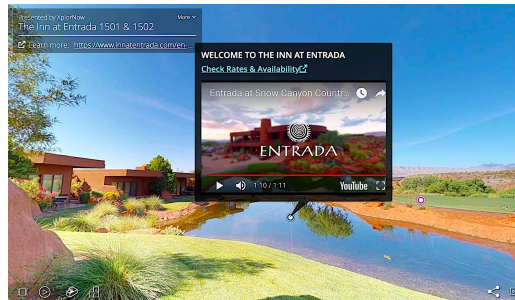 Presented by XplorNow
More
The Inn at Entrada 1501 & 1502
Learn more: https://www.innatentrada.com/en-...
WELCOME TO THE INN AT ENTRADA
Check Rates & Availability
Entrada at Snow Canyon Countr...
ENTRADA
1:10 / 1:11
YouTube